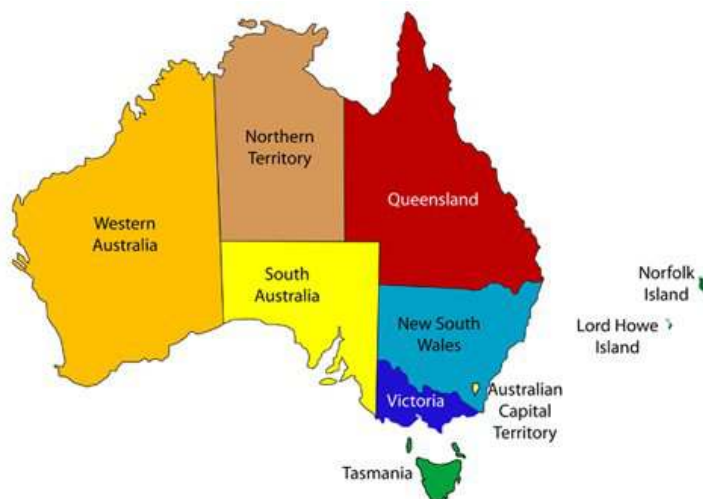 Northern
Territory
Queensland
Western
Australia
South
Australia
Norfolk
Island
New South
Wales
Lord Howe
Island
Victoria
Australian
Capital
Territory
Tasmania